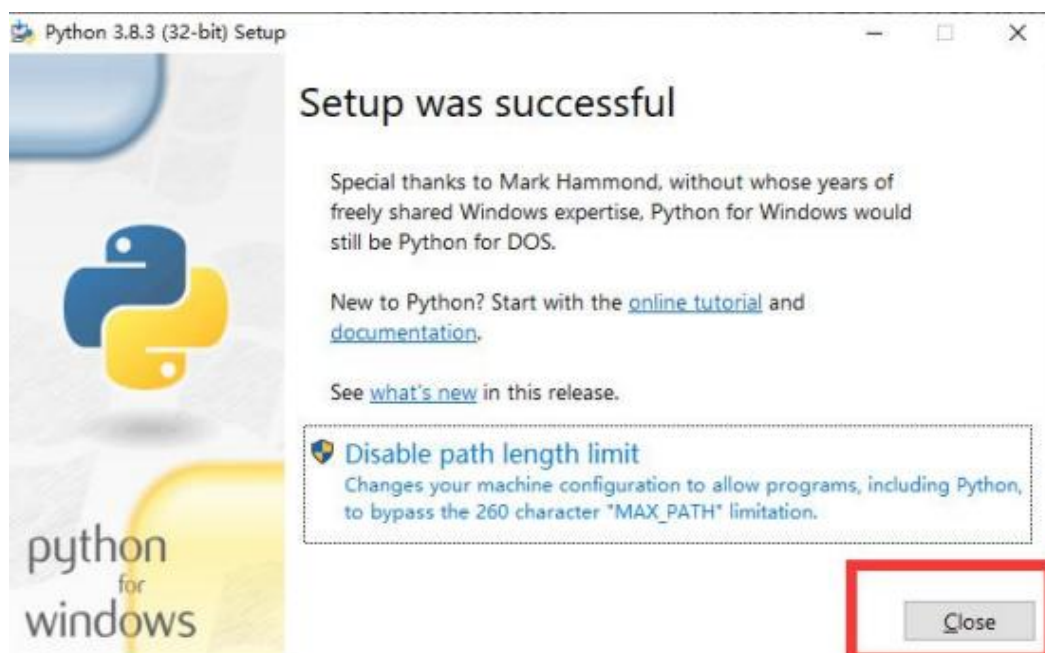 Python 3.8.3 (32-bit) Setup
Setup was successful
Special thanks to Mark Hammond, without whose years of
freely shared Windows expertise, Python for Windows would
still be Python for DOS.
New to Python? Start with the online tutorial and
documentation.
See what's new in this release.
Disable path length limit
Changes your machine configuration to allow programs, including Python,
to bypass the 260 character "MAX_PATH" limitation.
python
for
windows
Close